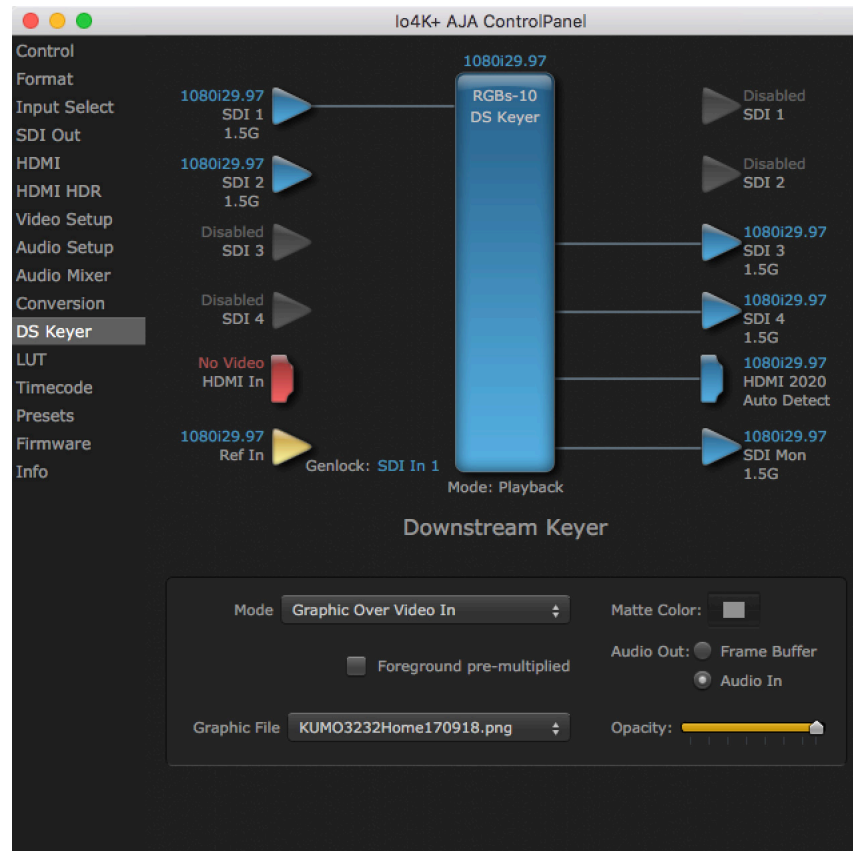 Io4K+ AJA ControlPanel
Control
Format
Input Select
SDI Out
HDMI
HDMI HDR
Video Setup
Audio Setup
Audio Mixer
Conversion
DS Keyer
LUT
Timecode
Presets
Firmware
Info
1080i29.97
SDI 1
1.5G
1080i29.97
SDI 2
1.5G
Disabled
SDI 3
Disabled
SDI 4
No Video
HDMI In
1080i29.97
Ref In
Genlock: SDI In 1
1080i29.97
RGBs-10
DS Keyer
Mode: Playback
Disabled
SDI 1
Disabled
SDI 2
1080i29.97
SDI 3
1.5G
1080i29.97
SDI 4
1.5G
1080i29.97
HDMI 2020
Auto Detect
1080i29.97
SDI Mon
1.5G
Downstream Keyer
Mode Graphic Over Video In
Matte Color:
Foreground pre-multiplied
Audio Out: Frame Buffer
Audio In
Graphic File KUMO3232Home170918.png
Opacity: